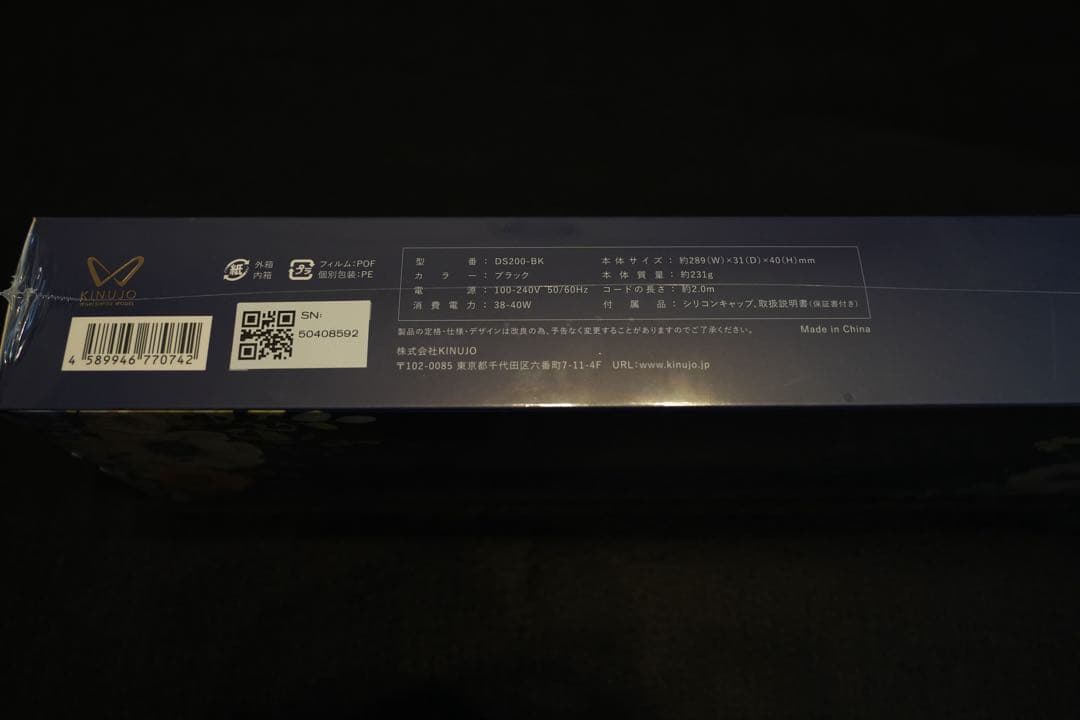 KINUJO
WORLDWIDE MODEL
4 589946 770742
紙 外箱
内箱
プラ フィルム:POF
個別包装:PE
SN:
50408592
型番：DS200-BK
カラー：ブラック
電源：100-240V 50/60Hz
消費電力：38-40W
本体サイズ：約289(W)×31(D)×40(H)mm
本体質量：約231g
コードの長さ：約2.0m
付属品：シリコンキャップ、取扱説明書(保証書付き)
製品の定格・仕様・デザインは改良の為、予告なく変更することがありますのでご了承ください。
Made in China
株式会社KINUJO
〒102-0085 東京都千代田区六番町7-11-4F URL:www.kinujo.jp